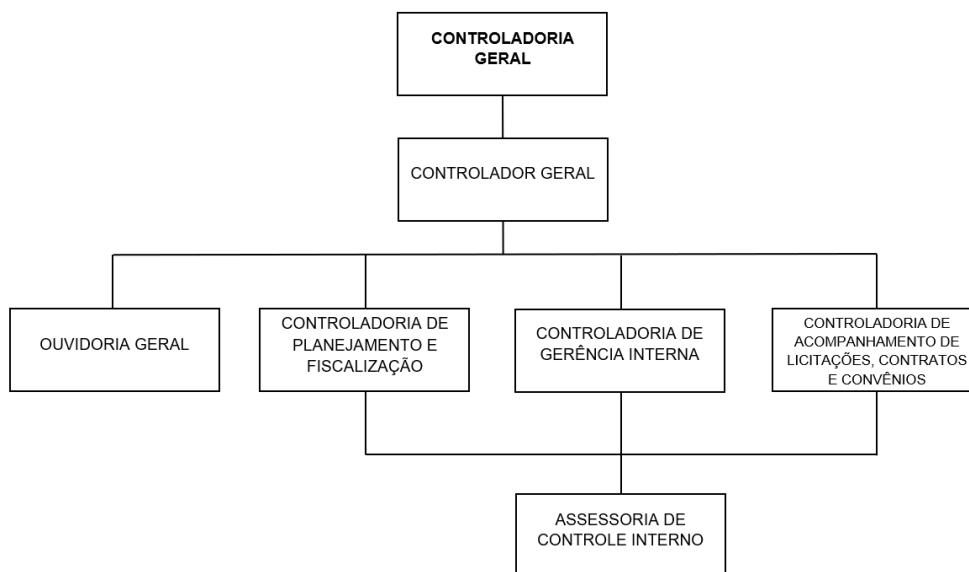 CONTROLADORIA
GERAL
CONTROLADOR GERAL
OUVIDORIA GERAL
CONTROLADORIA DE
PLANEJAMENTO E
FISCALIZAÇÃO
CONTROLADORIA DE
GERÊNCIA INTERNA
CONTROLADORIA DE
ACOMPANHAMENTO DE
LICITAÇÕES, CONTRATOS
E CONVÊNIOS
ASSESSORIA DE
CONTROLE INTERNO